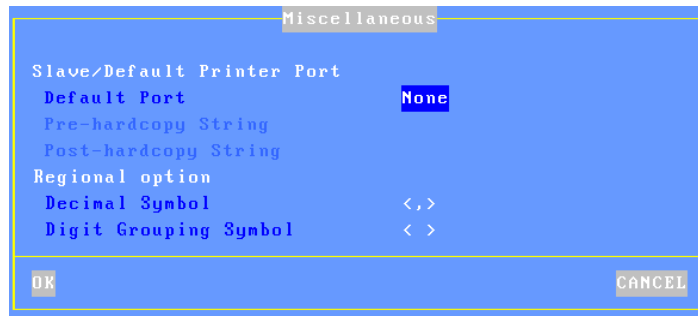 Miscellaneous
Slave/Default Printer Port
Default Port None
Pre-hardcopy String
Post-hardcopy String
Regional option
Decimal Symbol <,>
Digit Grouping Symbol < >
OK CANCEL